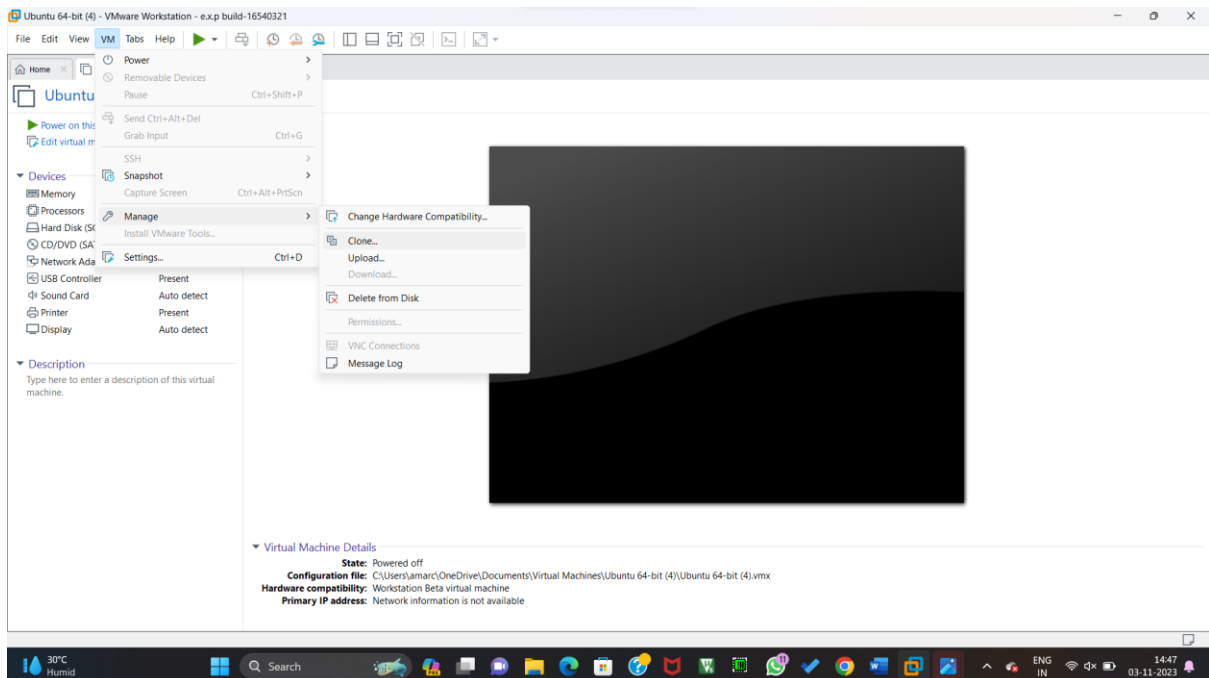 Ubuntu 64-bit (4) - VMware Workstation - e.x.p build-16540321
File Edit View VM Tabs Help
Home
Ubuntu
Power on this
Edit virtual m
Devices
Memory
Processors
Hard Disk (SC
CD/DVD (SA
Network Ada
USB Controller Present
Sound Card Auto detect
Printer Present
Display Auto detect
Description
Type here to enter a description of this virtual
machine.
Power
Removable Devices
Pause Ctrl+Shift+P
Send Ctrl+Alt+Del
Grab Input Ctrl+G
SSH
Snapshot
Capture Screen Ctrl+Alt+PrtScn
Manage
Install VMware Tools...
Settings... Ctrl+D
Change Hardware Compatibility...
Clone...
Upload...
Download...
Delete from Disk
Permissions...
VNC Connections
Message Log
Virtual Machine Details
State: Powered off
Configuration file: C:\Users\amarc\OneDrive\Documents\Virtual Machines\Ubuntu 64-bit (4)\Ubuntu 64-bit (4).vmx
Hardware compatibility: Workstation Beta virtual machine
Primary IP address: Network information is not available
30°C
Humid
Search
ENG
IN
14:47
03-11-2023